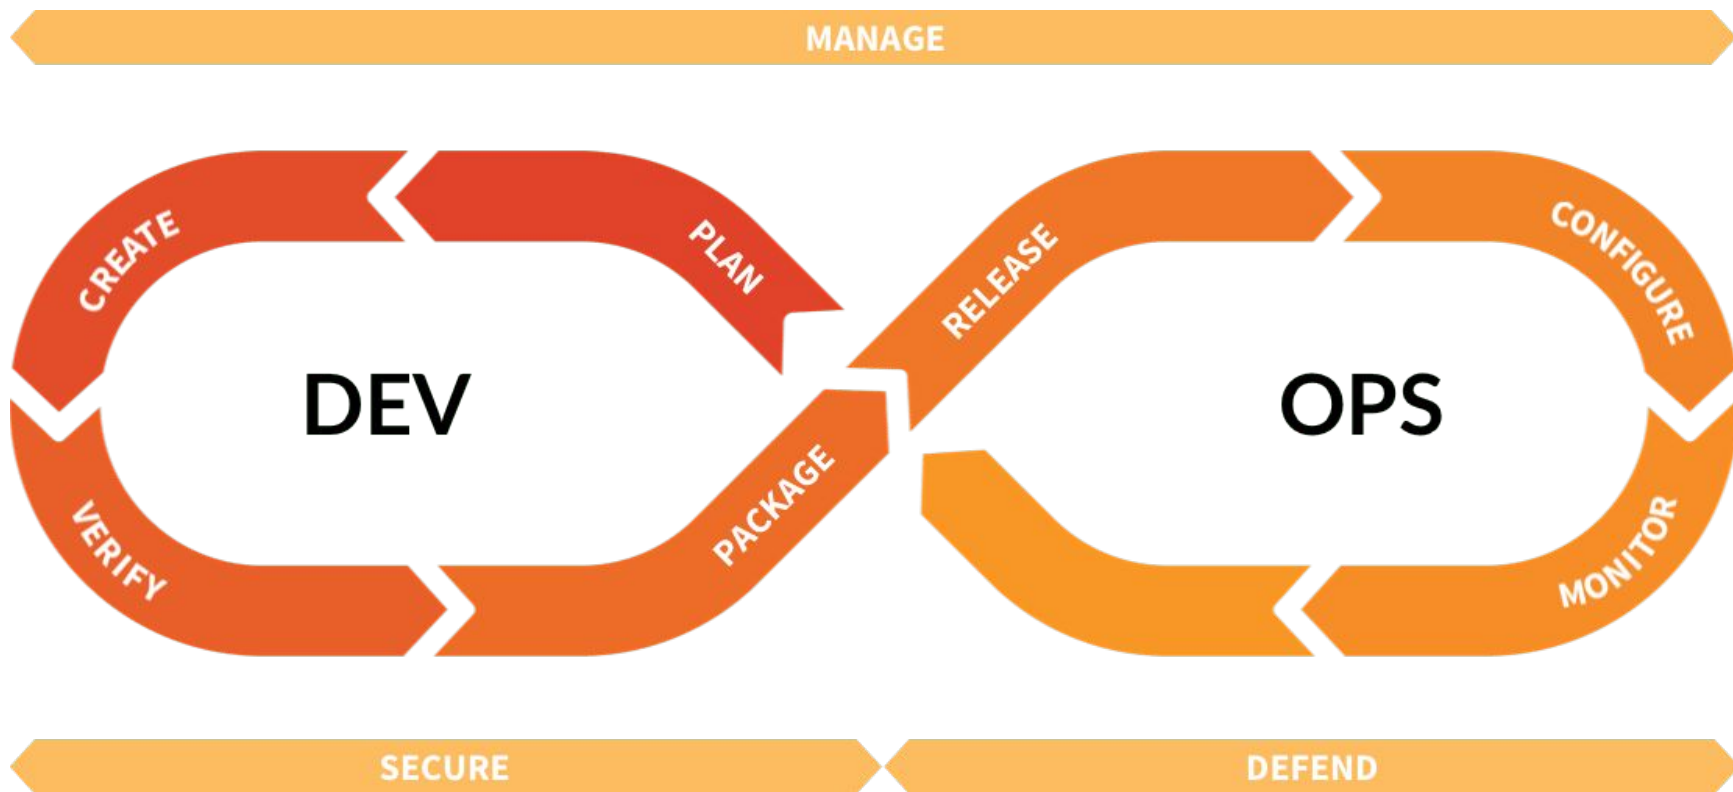 MANAGE
CREATE
PLAN
RELEASE
CONFIGURE
DEV
OPS
VERIFY
PACKAGE
MONITOR
SECURE
DEFEND